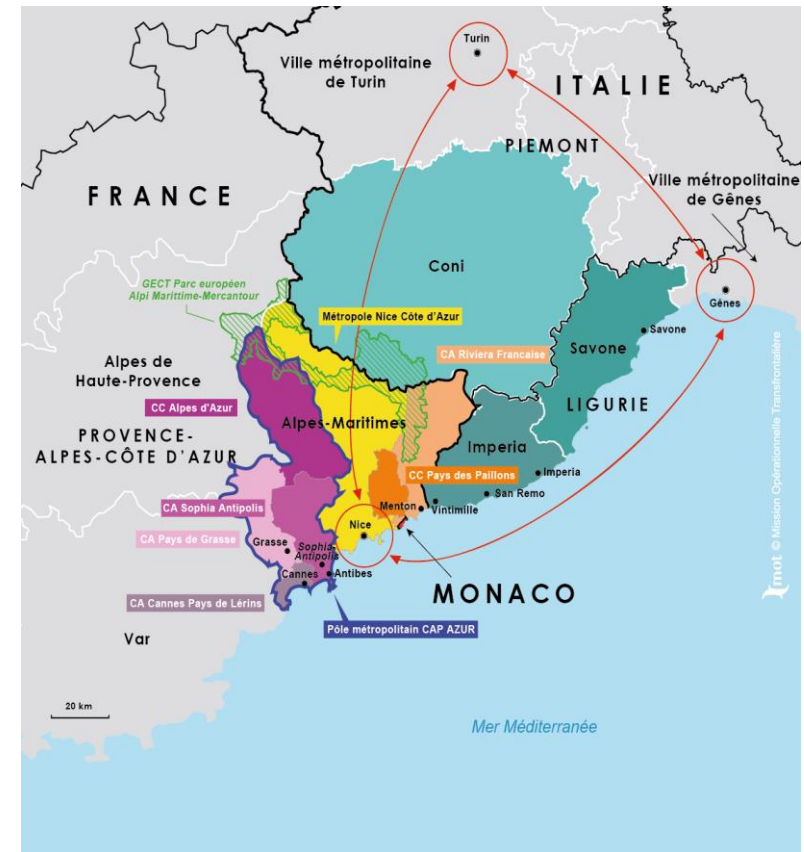 Turin
Ville métropolitaine
de Turin
ITALIE
PIEMONT
FRANCE
Ville métropolitaine
de Gênes
Coni
GECT Parc européen
Alpi Marittime-Mercantour
Gênes
Métropole Nice Côte d'Azur
Savone
CA Riviera Francaise
Savone
Alpes de
Haute-Provence
CC Alpes d'Azur
LIGURIE
Alpes-Maritimes
PROVENCE-
ALPES-CÔTE D'AZUR
Imperia
CC Pays des Paillons
Imperia
San Remo
CA Sophia Antipolis
Menton
Vintimille
Nice
CA Pays de Grasse
Grasse
Sophia-
Antipolis
Cannes
Antibes
MONACO
CA Cannes Pays de Lérins
Pôle métropolitain CAP AZUR
Var
20 km
Mer Méditerranée
mot © Mission Opérationnelle Transfrontalière